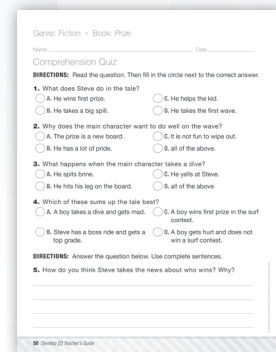 Genre: Fiction • Book: Prize
Name Date
Comprehension Quiz
DIRECTIONS: Read the question. Then fill in the circle next to the correct answer.
1. What does Steve do in the tale?
A. He wins first prize. C. He helps the kid.
B. He takes a big spill. D. He takes the first wave.
2. Why does the main character want to do well on the wave?
A. The prize is a new board. C. It is not fun to wipe out.
B. He has a lot of pride. D. all of the above.
3. What happens when the main character takes a dive?
A. He spits brine. C. He yells at Steve.
B. He hits his leg on the board. D. all of the above
4. Which of these sums up the tale best?
A. A boy takes a dive and gets mad. C. A boy wins first prize in the surf
contest.
B. Steve has a boss ride and gets a D. A boy gets hurt and does not
top grade. win a surf contest.
DIRECTIONS: Answer the question below. Use complete sentences.
5. How do you think Steve takes the news about who wins? Why?
50 Develop (2) Teacher's Guide